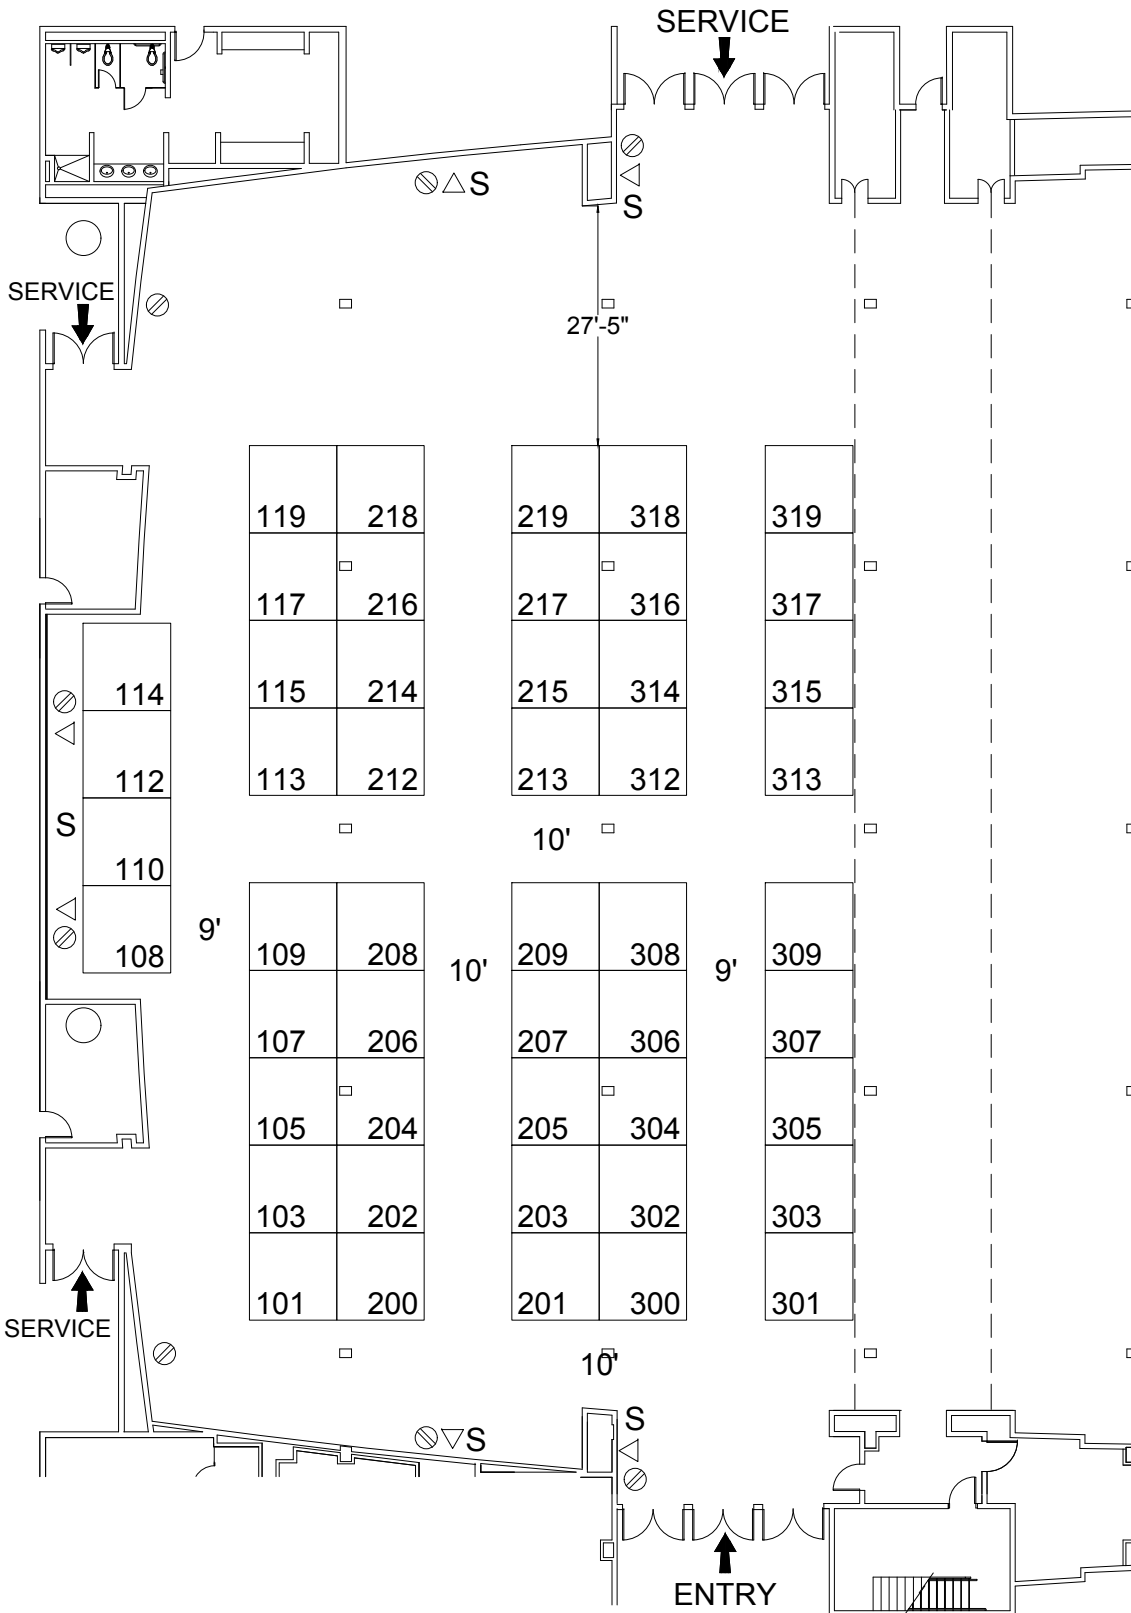 SERVICE
S
S
SERVICE
27'-5"
119 218 219 318 319
117 216 217 316 317
114 115 214 215 314 315
112 113 212 213 312 313
S
10'
110
9'
108 109 208 10' 209 308 9' 309
107 206 207 306 307
105 204 205 304 305
103 202 203 302 303
101 200 201 300 301
SERVICE
10'
S
S
ENTRY